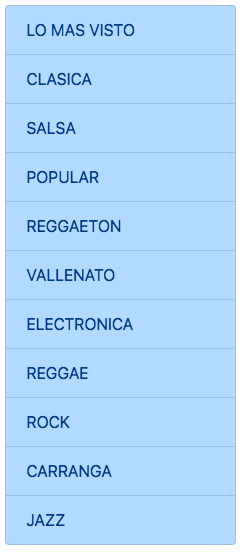 LO MAS VISTO
CLASICA
SALSA
POPULAR
REGGAETON
VALLENATO
ELECTRONICA
REGGAE
ROCK
CARRANGA
JAZZ